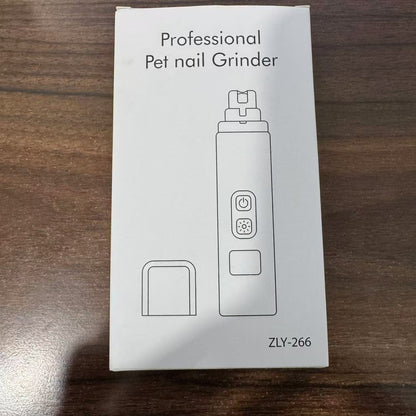 Professional
Pet nail Grinder
ZLY-266